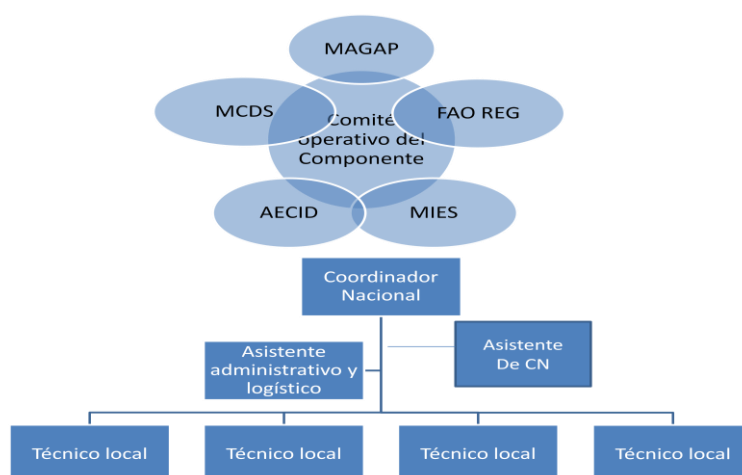 MAGAP
MCDS
FAO REG
Comité
operativo del
Componente
AECID
MIES
Coordinador
Nacional
Asistente
administrativo y
logístico
Asistente
De CN
Técnico local
Técnico local
Técnico local
Técnico local